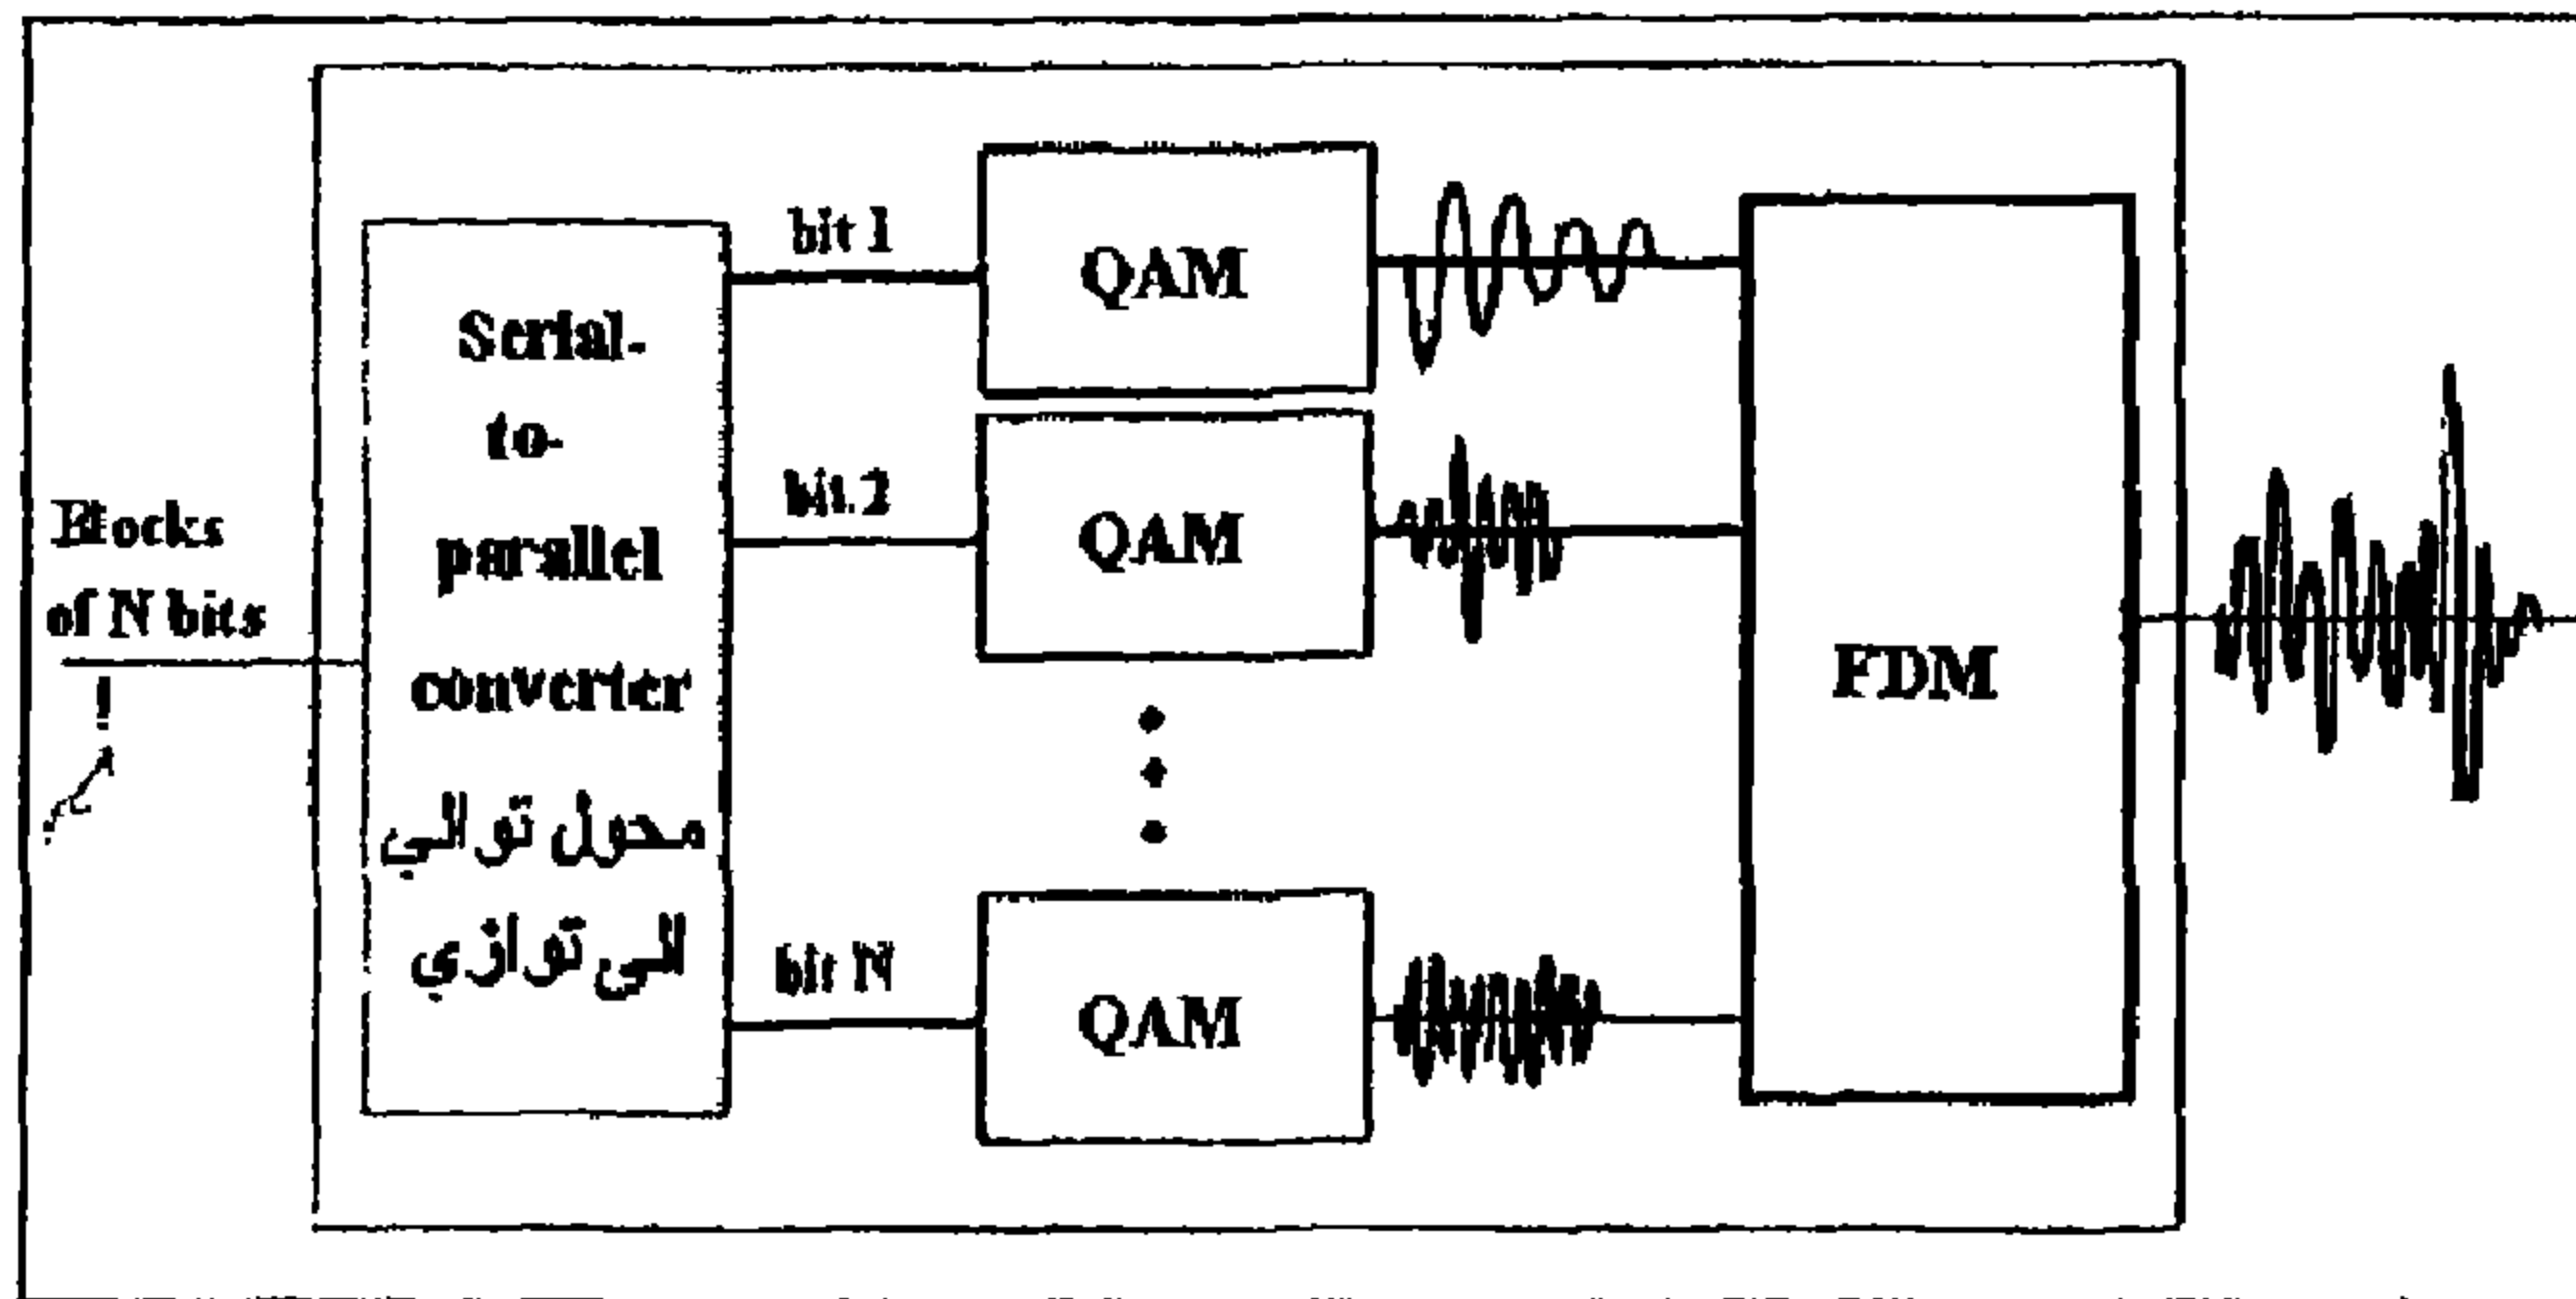 Blocks
of N bits
Serial-
to-
parallel
converter
محول توالي
الى توازي
bit 1
QAM
bit 2
QAM
bit N
QAM
FDM